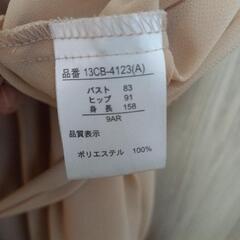 品番 13CB-4123(A)
バスト 83
ヒップ 91
身長 158
9AR
品質表示
ポリエステル 100%